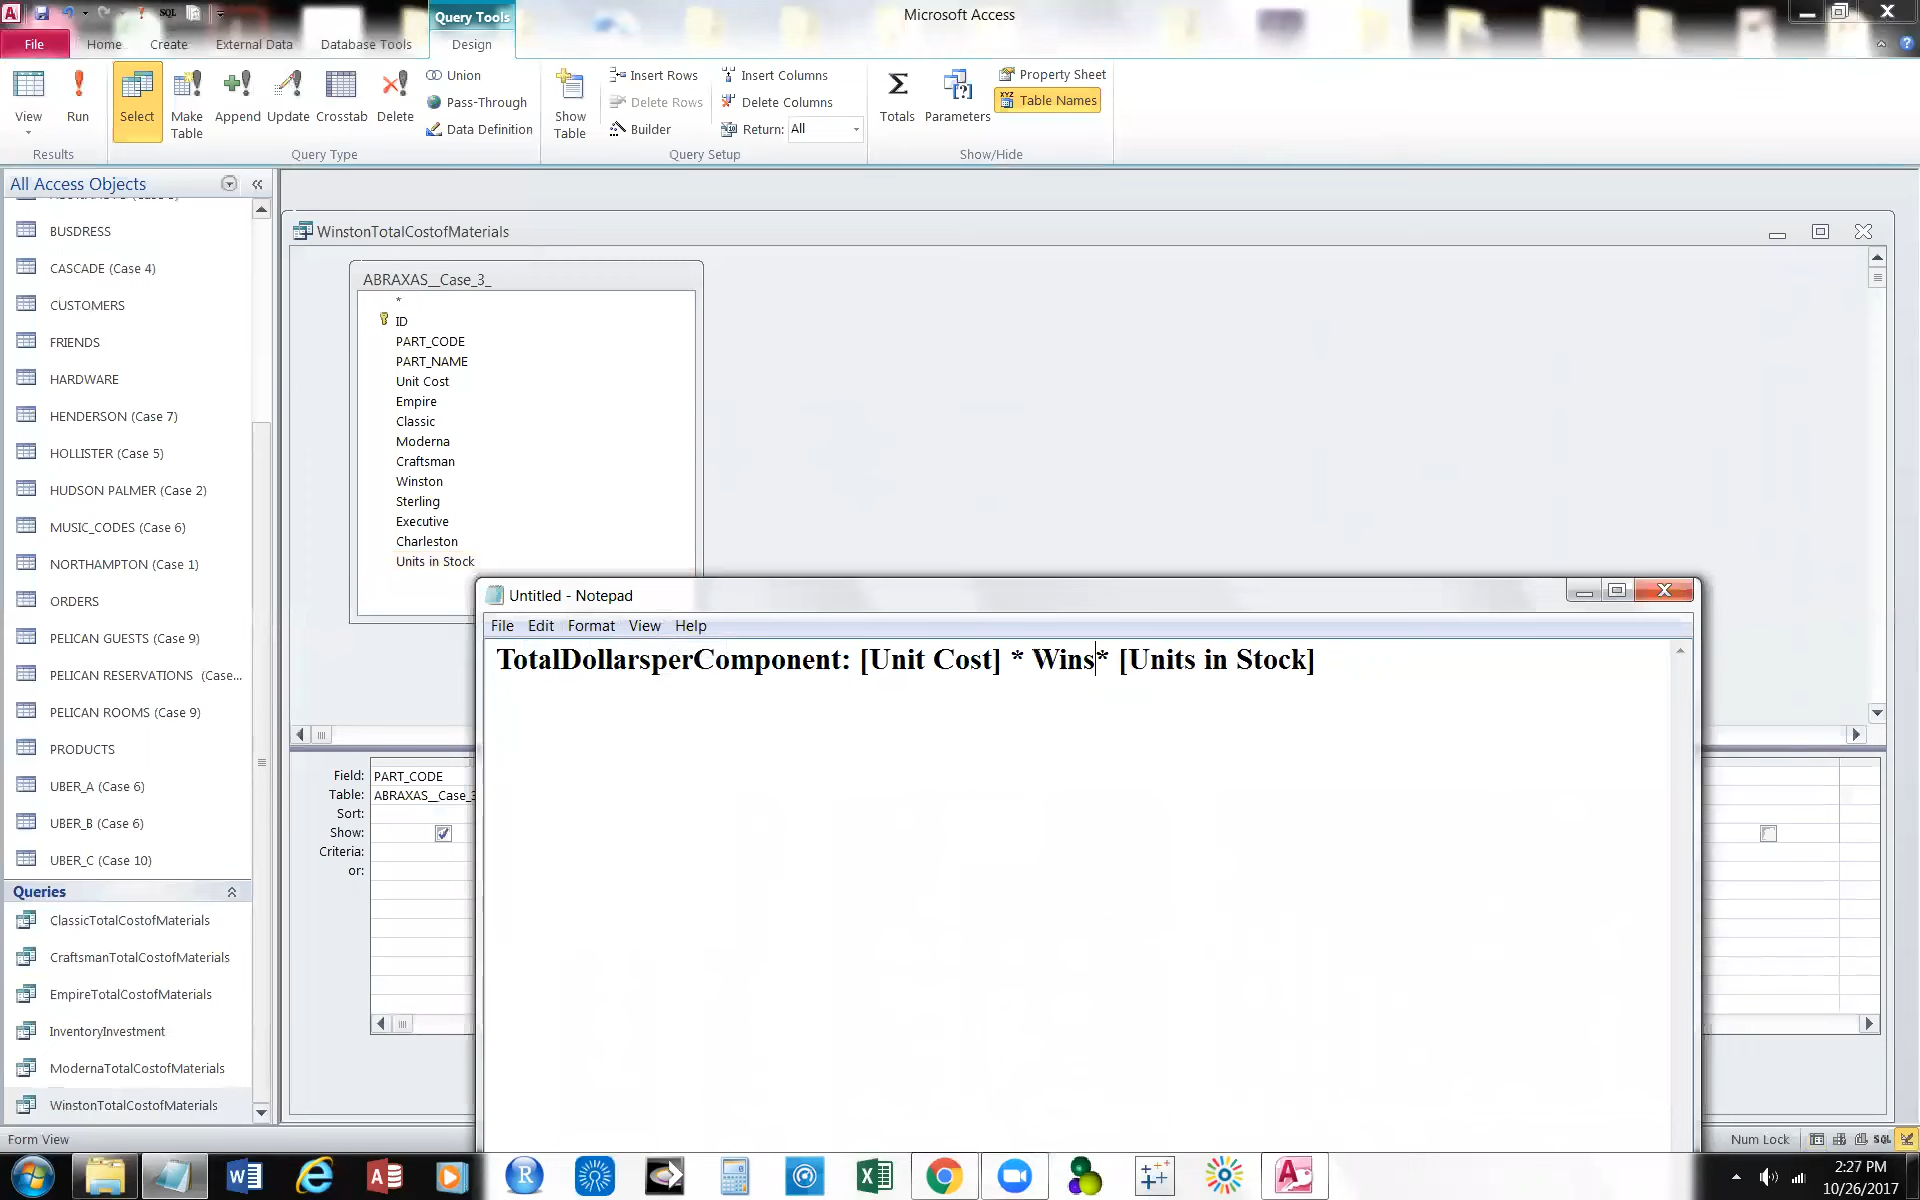 SQL
Query Tools
Microsoft Access
File Home Create External Data Database Tools Design
View Run Select Make Table Append Update Crosstab Delete
Union
Pass-Through
Data Definition
Show Table
Insert Rows
Delete Rows
Builder
Insert Columns
Delete Columns
Return: All
Totals Parameters
Property Sheet
Table Names
Results Query Type Query Setup Show/Hide
All Access Objects
BUSDRESS
CASCADE (Case 4)
CUSTOMERS
FRIENDS
HARDWARE
HENDERSON (Case 7)
HOLLISTER (Case 5)
HUDSON PALMER (Case 2)
MUSIC_CODES (Case 6)
NORTHAMPTON (Case 1)
ORDERS
PELICAN GUESTS (Case 9)
PELICAN RESERVATIONS (Case...
PELICAN ROOMS (Case 9)
PRODUCTS
UBER_A (Case 6)
UBER_B (Case 6)
UBER_C (Case 10)
Queries
ClassicTotalCostofMaterials
CraftsmanTotalCostofMaterials
EmpireTotalCostofMaterials
InventoryInvestment
ModernaTotalCostofMaterials
WinstonTotalCostofMaterials
WinstonTotalCostofMaterials
ABRAXAS__Case_3_
*
ID
PART_CODE
PART_NAME
Unit Cost
Empire
Classic
Moderna
Craftsman
Winston
Sterling
Executive
Charleston
Units in Stock
Untitled - Notepad
File Edit Format View Help
TotalDollarsperComponent: [Unit Cost] * Wins* [Units in Stock]
Field: PART_CODE
Table: ABRAXAS__Case_3
Sort:
Show:
Criteria:
or:
Form View
Num Lock
SQL
2:27 PM
10/26/2017